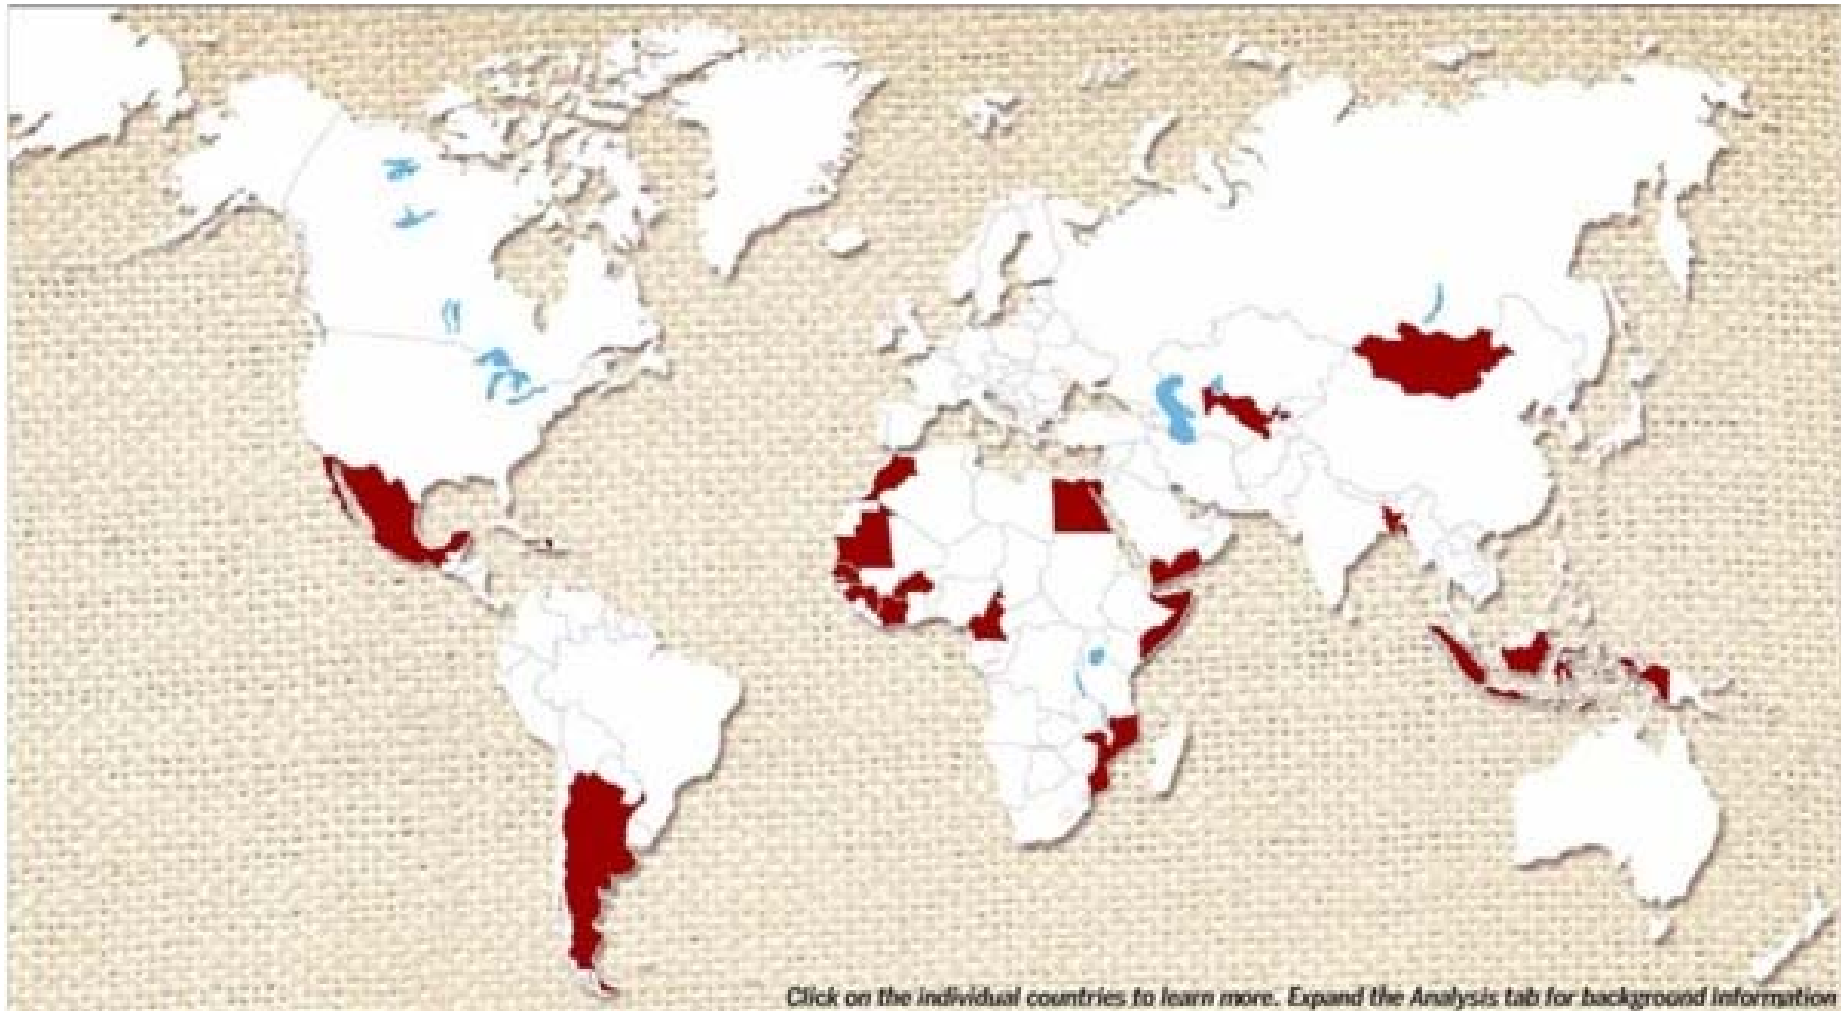 Click on the individual countries to learn more. Expand the Analysis tab for background information